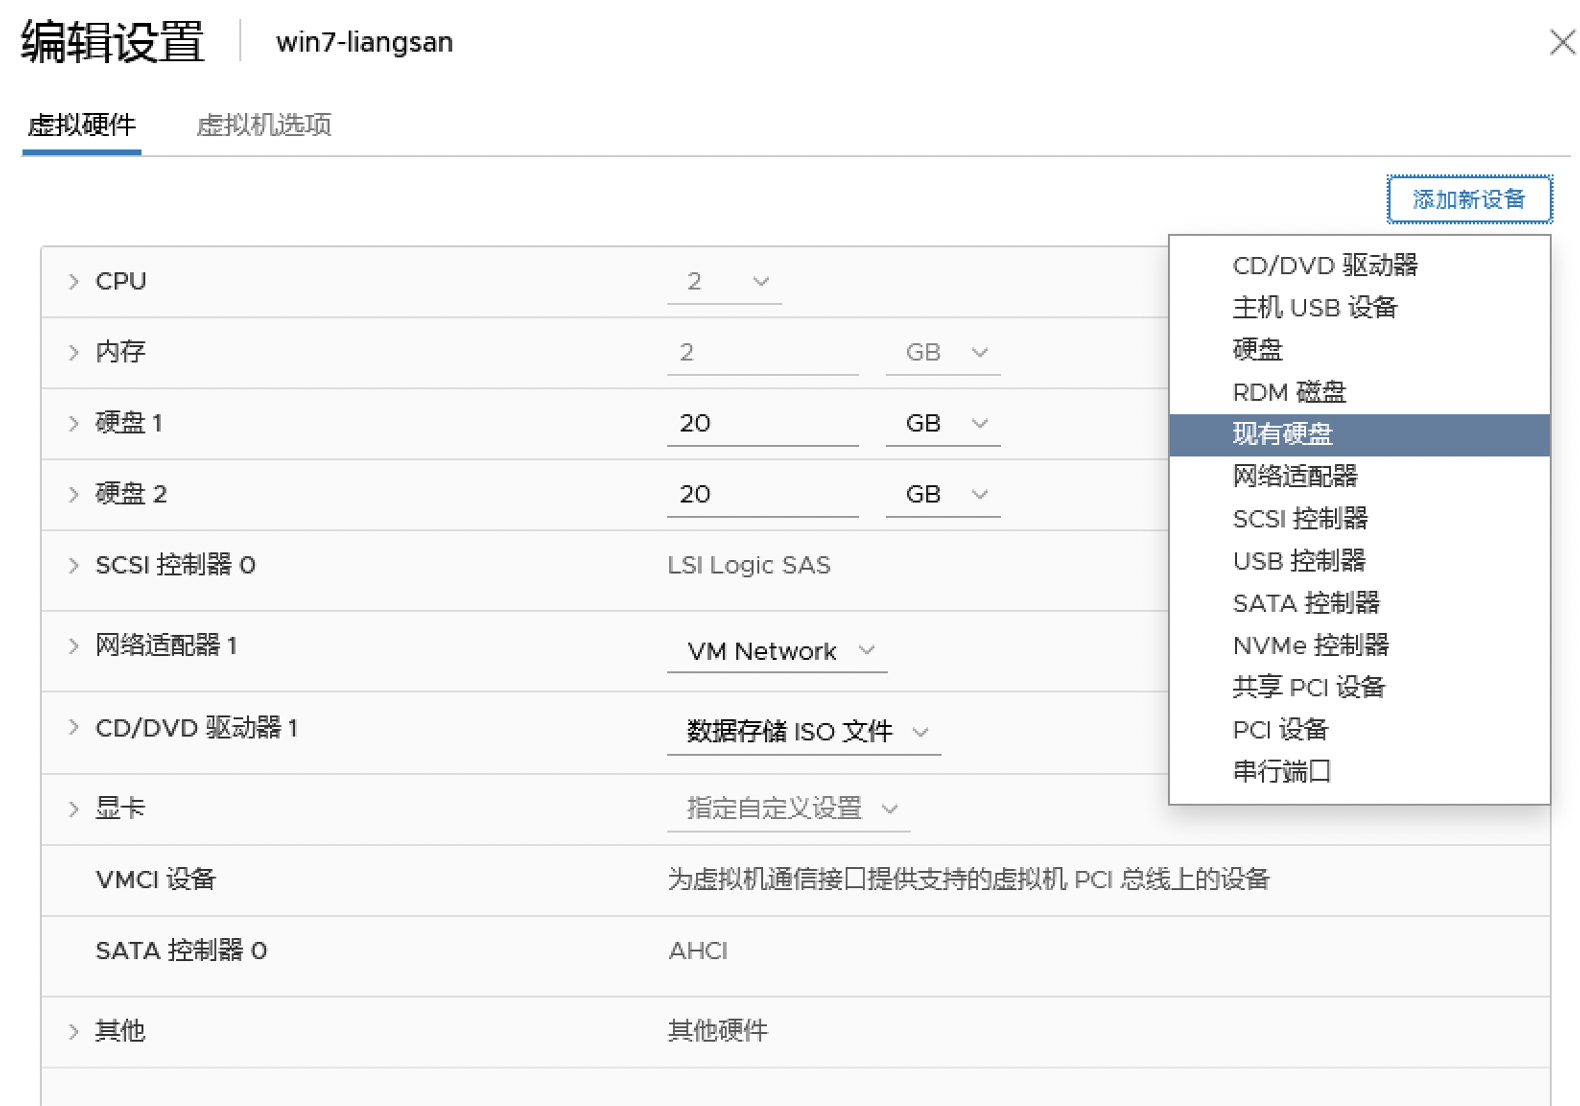 编辑设置 win7-liangsan
虚拟硬件 虚拟机选项
添加新设备
CPU 2
内存 2 GB
硬盘 1 20 GB
硬盘 2 20 GB
SCSI 控制器 0 LSI Logic SAS
网络适配器 1 VM Network
CD/DVD 驱动器 1 数据存储 ISO 文件
显卡 指定自定义设置
VMCI 设备 为虚拟机通信接口提供支持的虚拟机 PCI 总线上的设备
SATA 控制器 0 AHCI
其他 其他硬件
CD/DVD 驱动器
主机 USB 设备
硬盘
RDM 磁盘
现有硬盘
网络适配器
SCSI 控制器
USB 控制器
SATA 控制器
NVMe 控制器
共享 PCI 设备
PCI 设备
串行端口